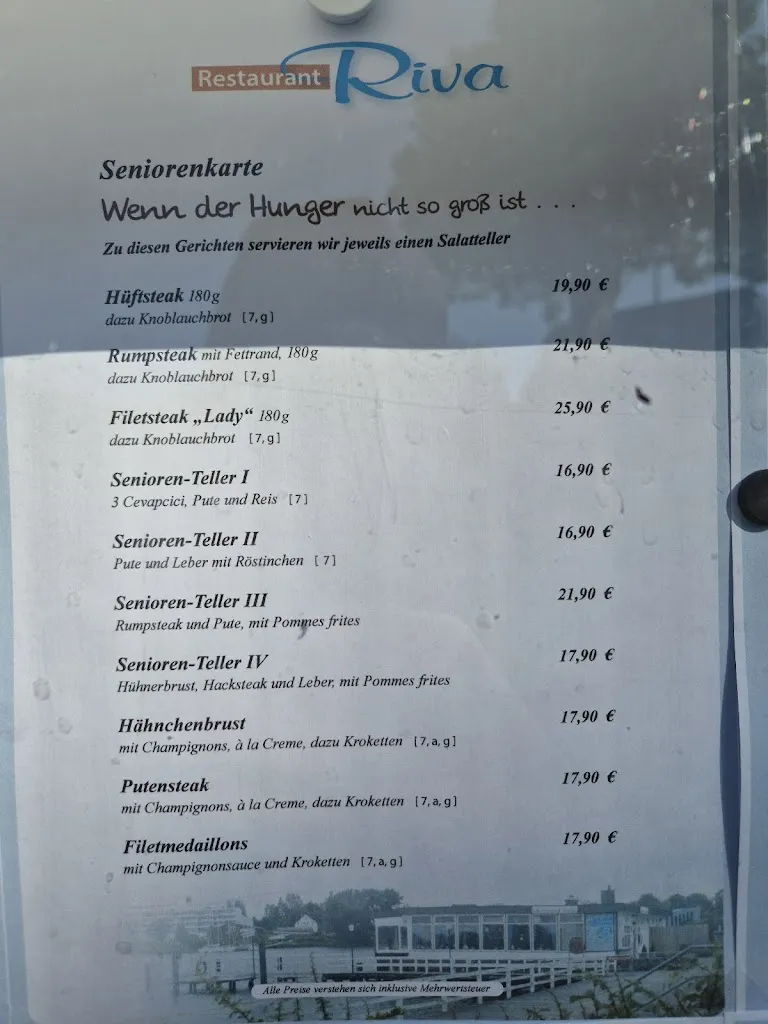 Restaurant Riva
Seniorenkarte
Wenn der Hunger nicht so groß ist . . .
Zu diesen Gerichten servieren wir jeweils einen Salatteller
Hüftsteak 180g 19,90 €
dazu Knoblauchbrot [7,g]
Rumpsteak mit Fettrand, 180g 21,90 €
dazu Knoblauchbrot [7,g]
Filetsteak „Lady“ 180g 25,90 €
dazu Knoblauchbrot [7,g]
Senioren-Teller I 16,90 €
3 Cevapcici, Pute und Reis [7]
Senioren-Teller II 16,90 €
Pute und Leber mit Röstinchen [ 7]
Senioren-Teller III 21,90 €
Rumpsteak und Pute, mit Pommes frites
Senioren-Teller IV 17,90 €
Hühnerbrust, Hacksteak und Leber, mit Pommes frites
Hähnchenbrust 17,90 €
mit Champignons, à la Creme, dazu Kroketten [7,a,g]
Putensteak 17,90 €
mit Champignons, à la Creme, dazu Kroketten [7,a,g]
Filetmedaillons 17,90 €
mit Champignonsauce und Kroketten [7,a,g]
Alle Preise verstehen sich inklusive Mehrwertsteuer